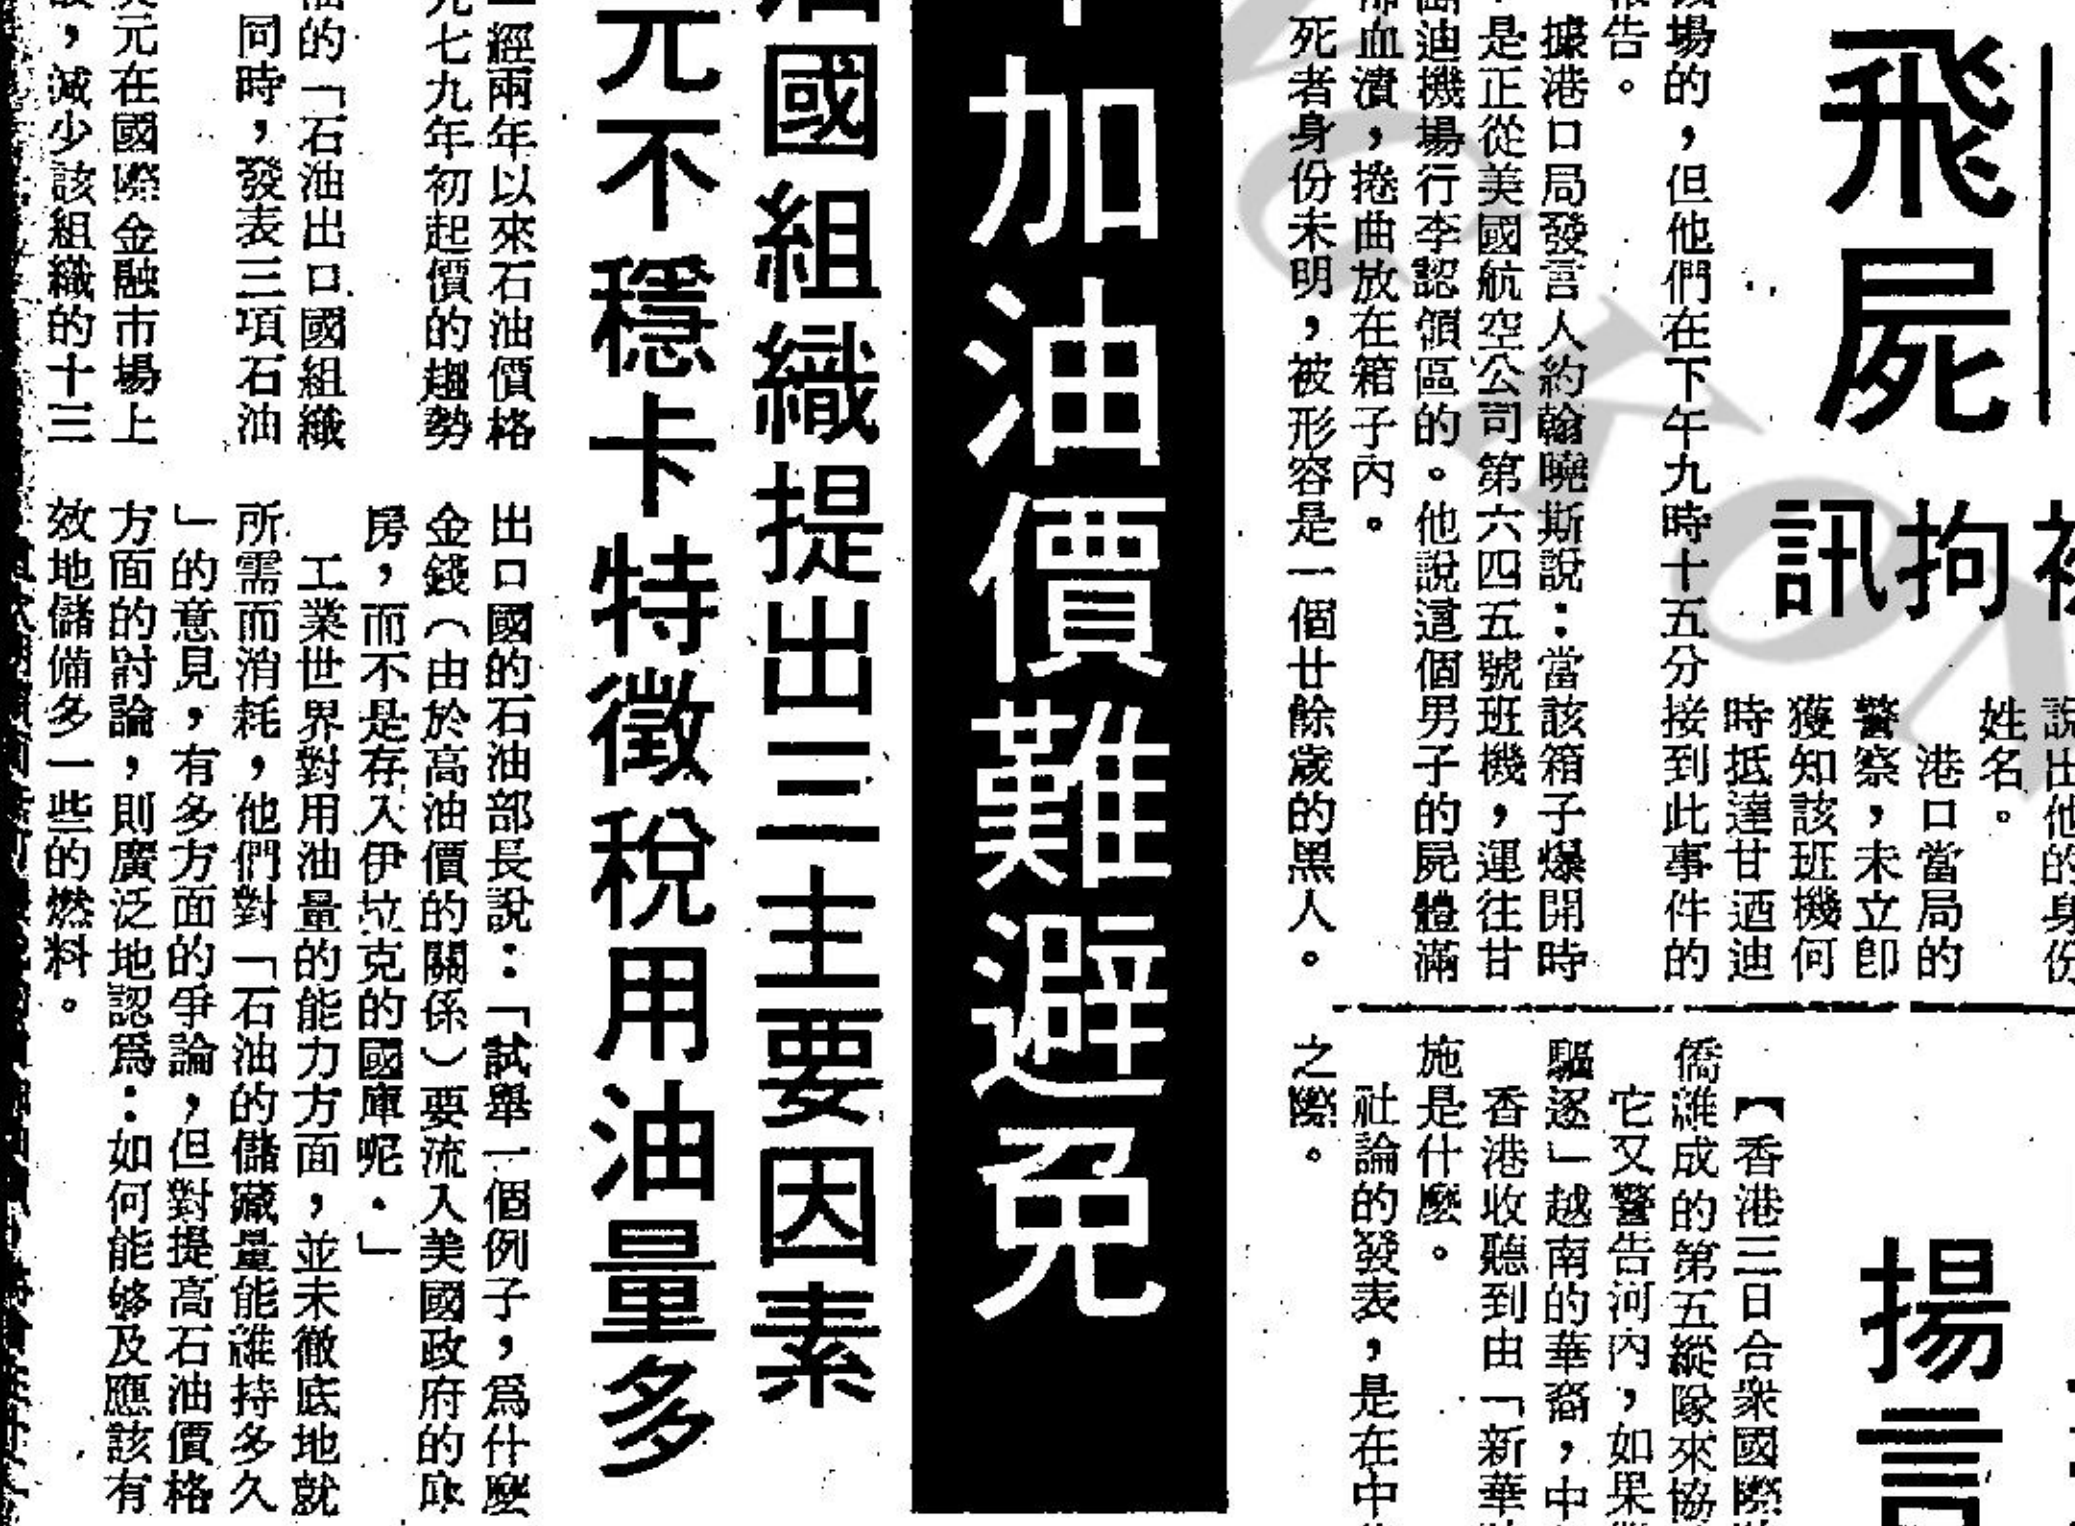 飛屍
拘訊
說出他的身份
姓名。
港口當局的
警察，未立卽
獲知該班機何
時抵達甘迺迪
場的，但他們在下午九時十五分接到此事件的
報告。
據港口局發言人約翰曉斯說：當該箱子爆開時
，是正從美國航空公司第六四五號班機，運往甘
迺迪機場行李認領區的。他說這個男子的屍體滿
佈血漬，捲曲放在箱子內。
死者身份未明，被形容是一個廿餘歲的黑人。
揚言
【香港三日合衆國際
僑難成的第五縱隊來協
它又警告河內，如果
驅逐」越南的華裔，中
香港收聽到由「新華
施是什麽。
社論的發表，是在中
之際。
加油價難避免
國組織提出三主要因素
元不穩卡特徵稅用油量多
經兩年以來石油價格
七九年初起價的趨勢
的「石油出口國組織
同時，發表三項石油
元在國際金融市場上
，減少該組織的十三
出口國的石油部長說：「試舉一個例子，爲什麽
金錢（由於高油價的關係）要流入美國政府的庫
房，而不是存入伊拉克的國庫呢．」
工業世界對用油量的能力方面，並未徹底地就
所需而消耗，他們對「石油的儲藏量能維持多久
」的意見，有多方面的爭論，但對提高石油價格
方面的討論，則廣泛地認爲：如何能够及應該有
效地儲備多一些的燃料。